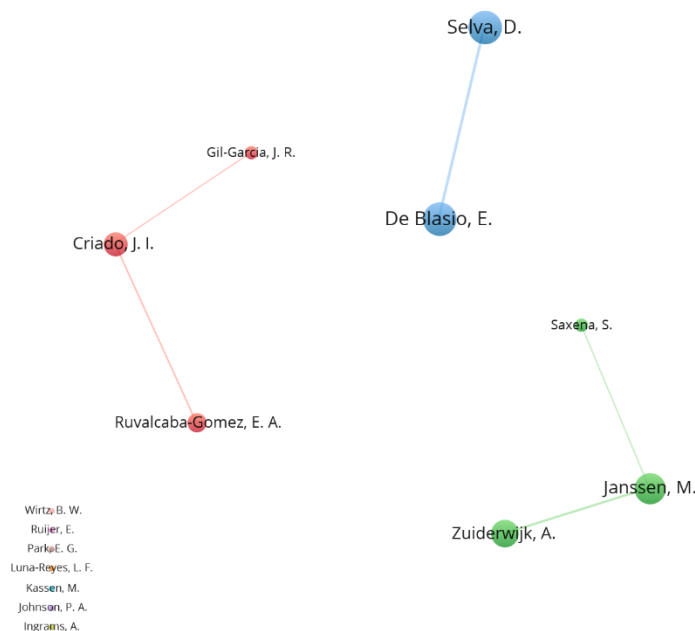 Selva, D.
Gil-Garcia, J. R.
De Blasio, E.
Criado, J. I.
Saxena, S.
Ruvalcaba-Gomez, E. A.
Janssen, M.
Zuiderwijk, A.
Wirtz, B. W.
Ruijer, E.
Park, E. G.
Luna-Reyes, L. F.
Kassen, M.
Johnson, P. A.
Ingrams, A.